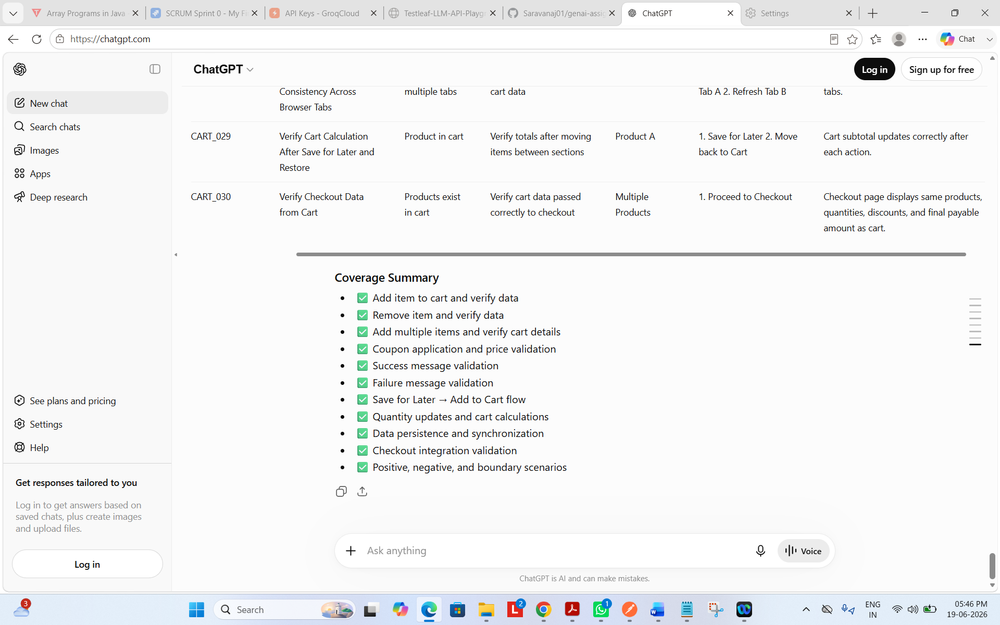 Array Programs in Java
SCRUM Sprint 0 - My Fi
API Keys - GroqCloud
Testleaf-LLM-API-Playgr
Saravanaj01/genai-assig
ChatGPT
Settings
https://chatgpt.com
Chat
ChatGPT
Log in
Sign up for free
New chat
Search chats
Images
Apps
Deep research
See plans and pricing
Settings
Help
Get responses tailored to you
Log in to get answers based on
saved chats, plus create images
and upload files.
Log in
Consistency Across
Browser Tabs
multiple tabs
cart data
Tab A 2. Refresh Tab B
tabs.
CART_029
Verify Cart Calculation
After Save for Later and
Restore
Product in cart
Verify totals after moving
items between sections
Product A
1. Save for Later 2. Move
back to Cart
Cart subtotal updates correctly after
each action.
CART_030
Verify Checkout Data
from Cart
Products exist
in cart
Verify cart data passed
correctly to checkout
Multiple
Products
1. Proceed to Checkout
Checkout page displays same products,
quantities, discounts, and final payable
amount as cart.
Coverage Summary
• ✅ Add item to cart and verify data
• ✅ Remove item and verify data
• ✅ Add multiple items and verify cart details
• ✅ Coupon application and price validation
• ✅ Success message validation
• ✅ Failure message validation
• ✅ Save for Later → Add to Cart flow
• ✅ Quantity updates and cart calculations
• ✅ Data persistence and synchronization
• ✅ Checkout integration validation
• ✅ Positive, negative, and boundary scenarios
Ask anything
Voice
ChatGPT is AI and can make mistakes.
3
Search
L
2
1
ENG
IN
05:46 PM
19-06-2026